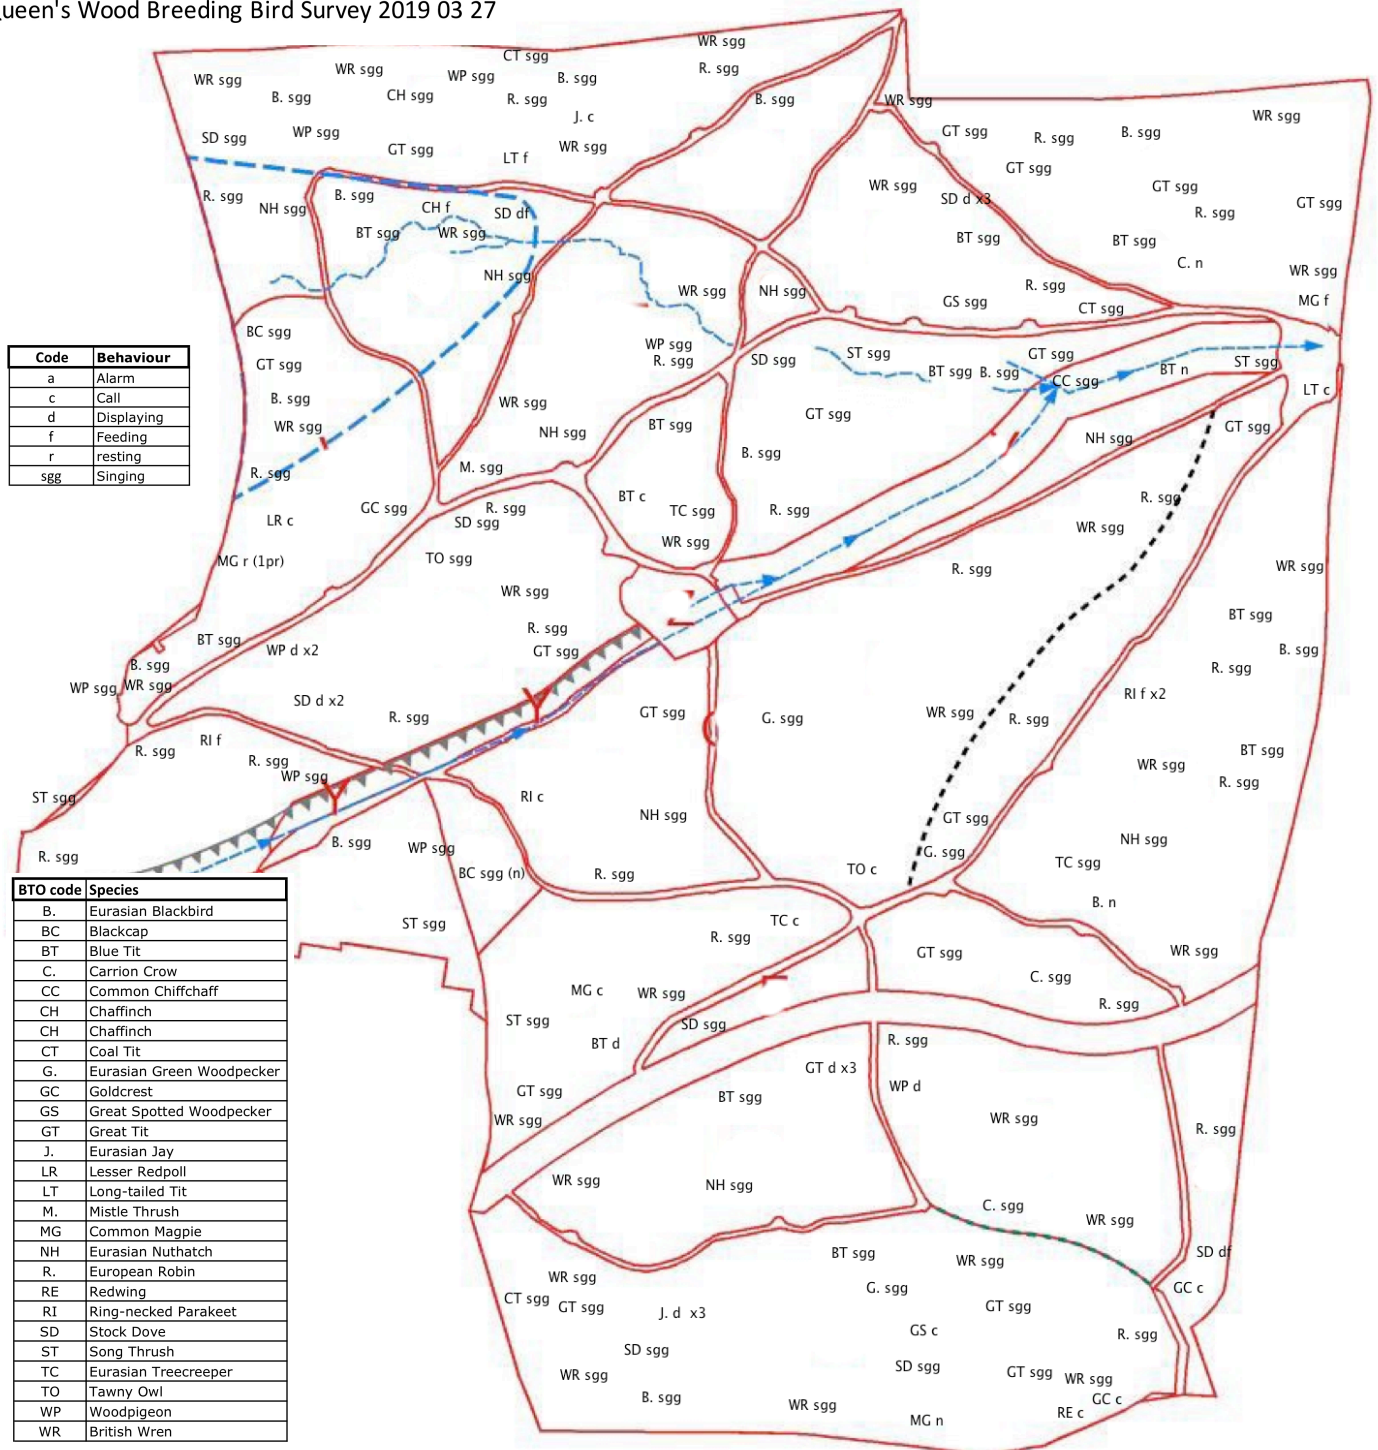 Queen's Wood Breeding Bird Survey 2019 03 27
WR sgg
CT sgg
WR sgg
WR sgg
WP sgg
B. sgg
R. sgg
B. sgg
CH sgg
R. sgg
B. sgg
WR sgg
J. c
WR sgg
SD sgg
WP sgg
GT sgg
LT f
WR sgg
GT sgg
R. sgg
B. sgg
GT sgg
R. sgg
NH sgg
B. sgg
CH f
SD df
WR sgg
SD d x3
GT sgg
R. sgg
GT sgg
BT sgg
WR sgg
BT sgg
BT sgg
C. n
NH sgg
WR sgg
NH sgg
R. sgg
WR sgg
GS sgg
CT sgg
MG f
BC sgg
WP sgg
R. sgg
SD sgg
ST sgg
GT sgg
GT sgg
BT sgg
B. sgg
CC sgg
BT n
ST sgg
LT c
Code Behaviour
a Alarm
c Call
d Displaying
f Feeding
r resting
sgg Singing
B. sgg
WR sgg
WR sgg
NH sgg
BT sgg
GT sgg
NH sgg
GT sgg
R. sgg
M. sgg
B. sgg
LR c
GC sgg
R. sgg
SD sgg
BT c
TC sgg
R. sgg
R. sgg
WR sgg
MG r (1pr)
TO sgg
WR sgg
R. sgg
WR sgg
WR sgg
R. sgg
GT sgg
BT sgg
BT sgg
WP d x2
B. sgg
B. sgg
R. sgg
WP sgg
WR sgg
SD d x2
R. sgg
GT sgg
G. sgg
WR sgg
R. sgg
RI f x2
R. sgg
RI f
R. sgg
WP sgg
BT sgg
WR sgg
R. sgg
ST sgg
RI c
NH sgg
GT sgg
NH sgg
R. sgg
B. sgg
WP sgg
BC sgg (n)
R. sgg
TO c
G. sgg
TC sgg
B. n
ST sgg
R. sgg
TC c
GT sgg
C. sgg
WR sgg
MG c
WR sgg
R. sgg
ST sgg
SD sgg
BT d
R. sgg
GT d x3
WP d
GT sgg
BT sgg
WR sgg
WR sgg
R. sgg
WR sgg
NH sgg
C. sgg
WR sgg
BT sgg
WR sgg
SD df
WR sgg
G. sgg
GC c
CT sgg
GT sgg
J. d x3
GT sgg
GS c
R. sgg
SD sgg
SD sgg
WR sgg
GT sgg
WR sgg
B. sgg
WR sgg
GC c
RE c
MG n
BTO code Species
B. Eurasian Blackbird
BC Blackcap
BT Blue Tit
C. Carrion Crow
CC Common Chiffchaff
CH Chaffinch
CH Chaffinch
CT Coal Tit
G. Eurasian Green Woodpecker
GC Goldcrest
GS Great Spotted Woodpecker
GT Great Tit
J. Eurasian Jay
LR Lesser Redpoll
LT Long-tailed Tit
M. Mistle Thrush
MG Common Magpie
NH Eurasian Nuthatch
R. European Robin
RE Redwing
RI Ring-necked Parakeet
SD Stock Dove
ST Song Thrush
TC Eurasian Treecreeper
TO Tawny Owl
WP Woodpigeon
WR British Wren